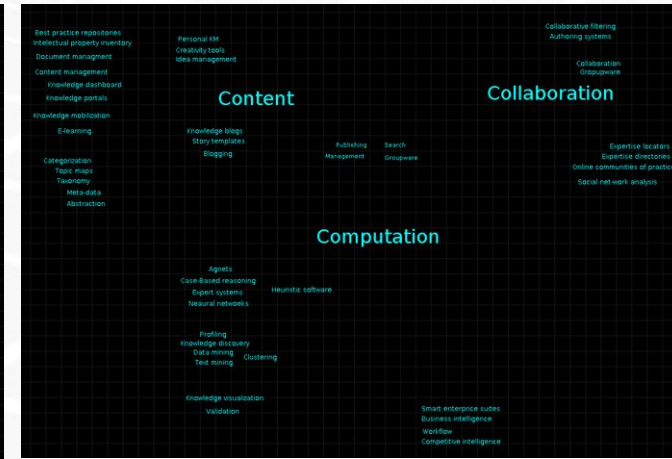 Best practice repositories
Intelectual property inventory
Document managment
Content management
Knowledge dashboard
Knowledge portals
Knowledge mobilization
E-learning
Categorization
Topic maps
Taxonomy
Meta-data
Abstraction
Personal KM
Creativity tools
Idea management
Content
Knowledge blogs
Story templates
Blogging
Publishing Search
Management Groupware
Collaborative filtering
Authoring systems
Collaboration
Gropupware
Collaboration
Expertise locators
Expertise directories
Online communities of practice
Social net-work analysis
Computation
Agnets
Case-Based reasoning
Expert systems
Heuristic software
Neaural netwoeks
Profiling
Knowledge discovery
Data mining
Clustering
Text mining
Knowledge visualization
Validation
Smart enterprice suites
Business intelligence
Workflow
Competitive intelligence